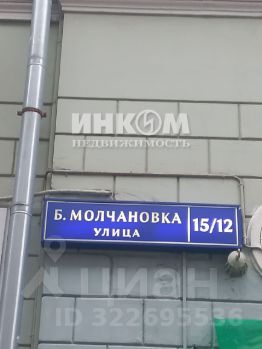 ИНКОМ
НЕДВИЖИМОСТЬ
Б. МОЛЧАНОВКА
УЛИЦА
15/12
циан
ID 322695536